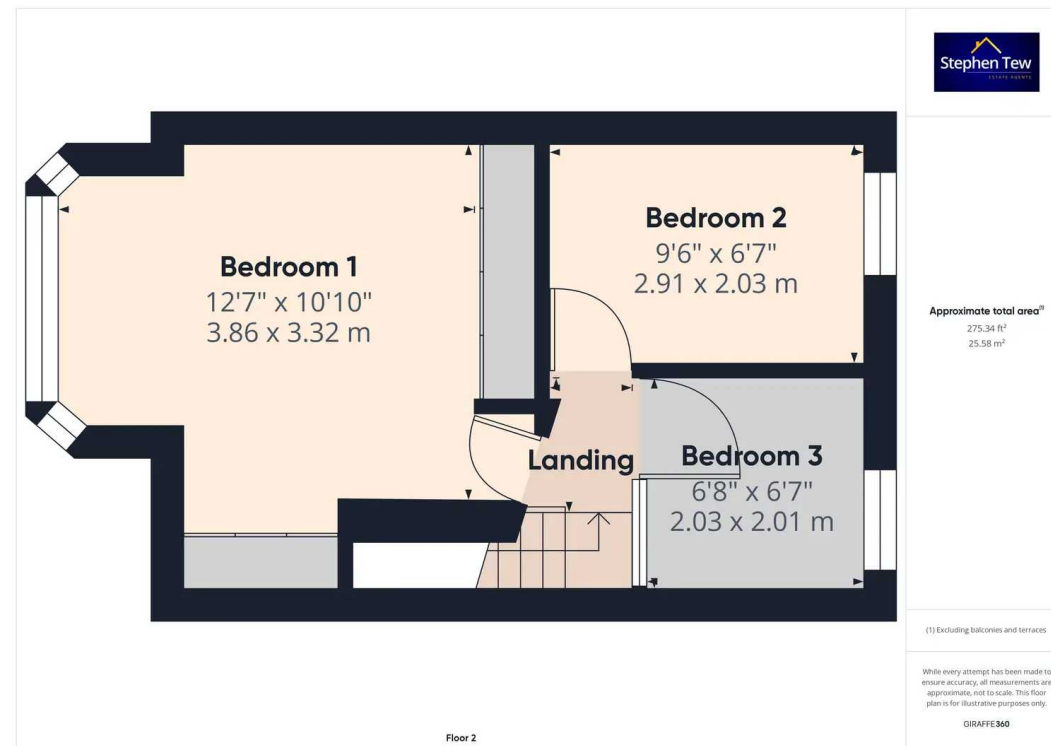 Stephen Tew
ESTATE AGENTS
Bedroom 1
12'7" x 10'10"
3.86 x 3.32 m
Bedroom 2
9'6" x 6'7"
2.91 x 2.03 m
Landing
Bedroom 3
6'8" x 6'7"
2.03 x 2.01 m
Approximate total area⁽¹⁾
275.34 ft²
25.58 m²
(1) Excluding balconies and terraces
While every attempt has been made to
ensure accuracy, all measurements are
approximate, not to scale. This floor
plan is for illustrative purposes only.
GIRAFFE360
Floor 2